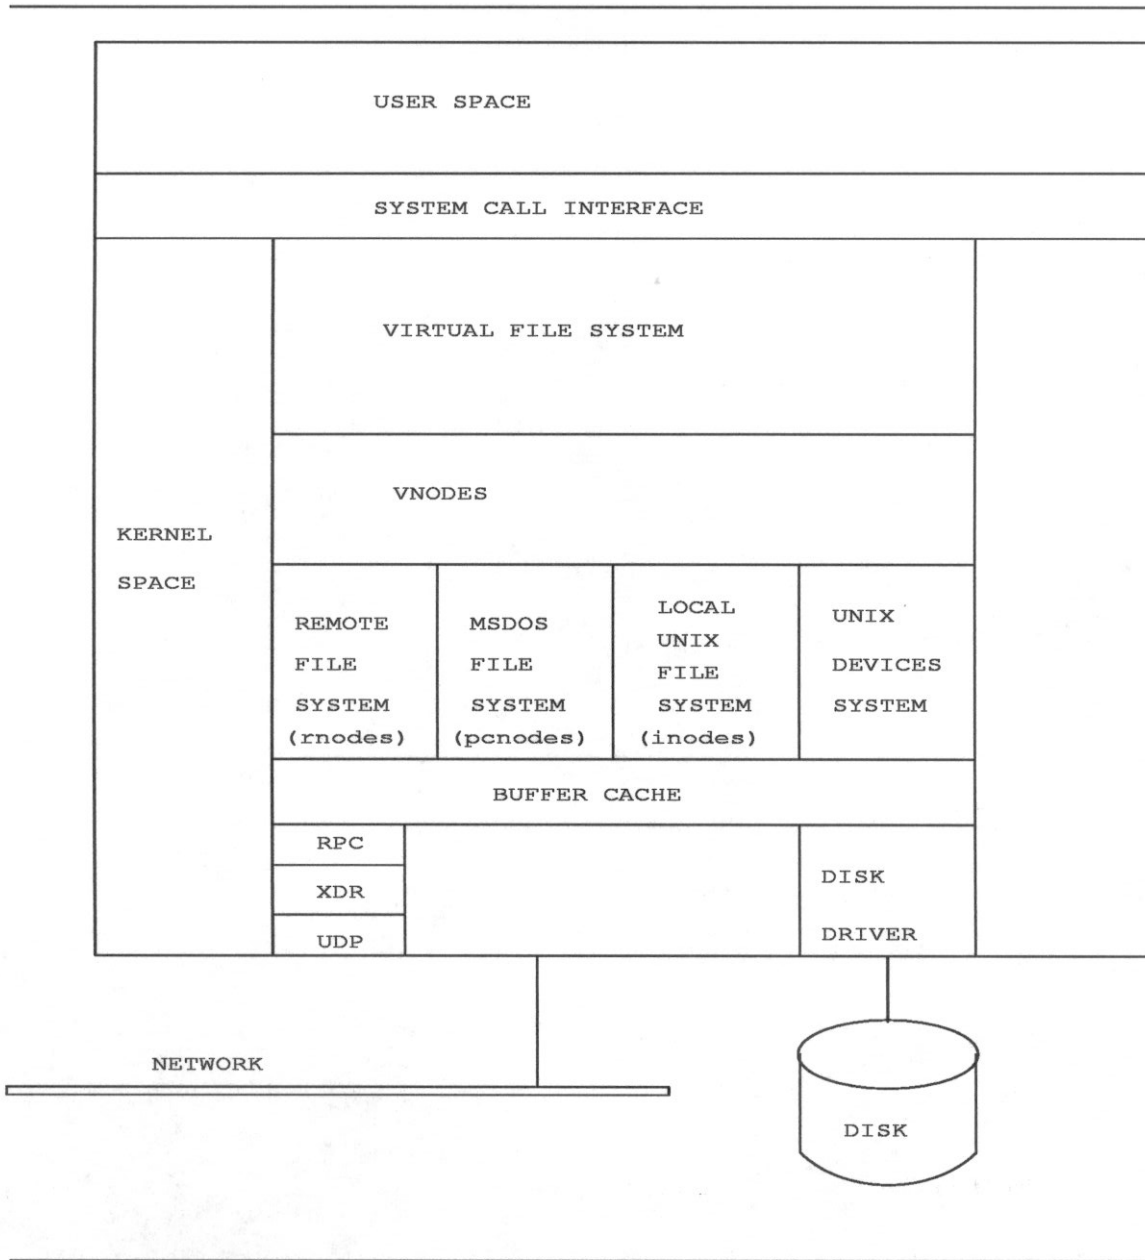 USER SPACE
SYSTEM CALL INTERFACE
VIRTUAL FILE SYSTEM
VNODES
KERNEL
SPACE
REMOTE
FILE
SYSTEM
(rnodes)
MSDOS
FILE
SYSTEM
(pcnodes)
LOCAL
UNIX
FILE
SYSTEM
(inodes)
UNIX
DEVICES
SYSTEM
BUFFER CACHE
RPC
XDR
UDP
DISK
DRIVER
NETWORK
DISK